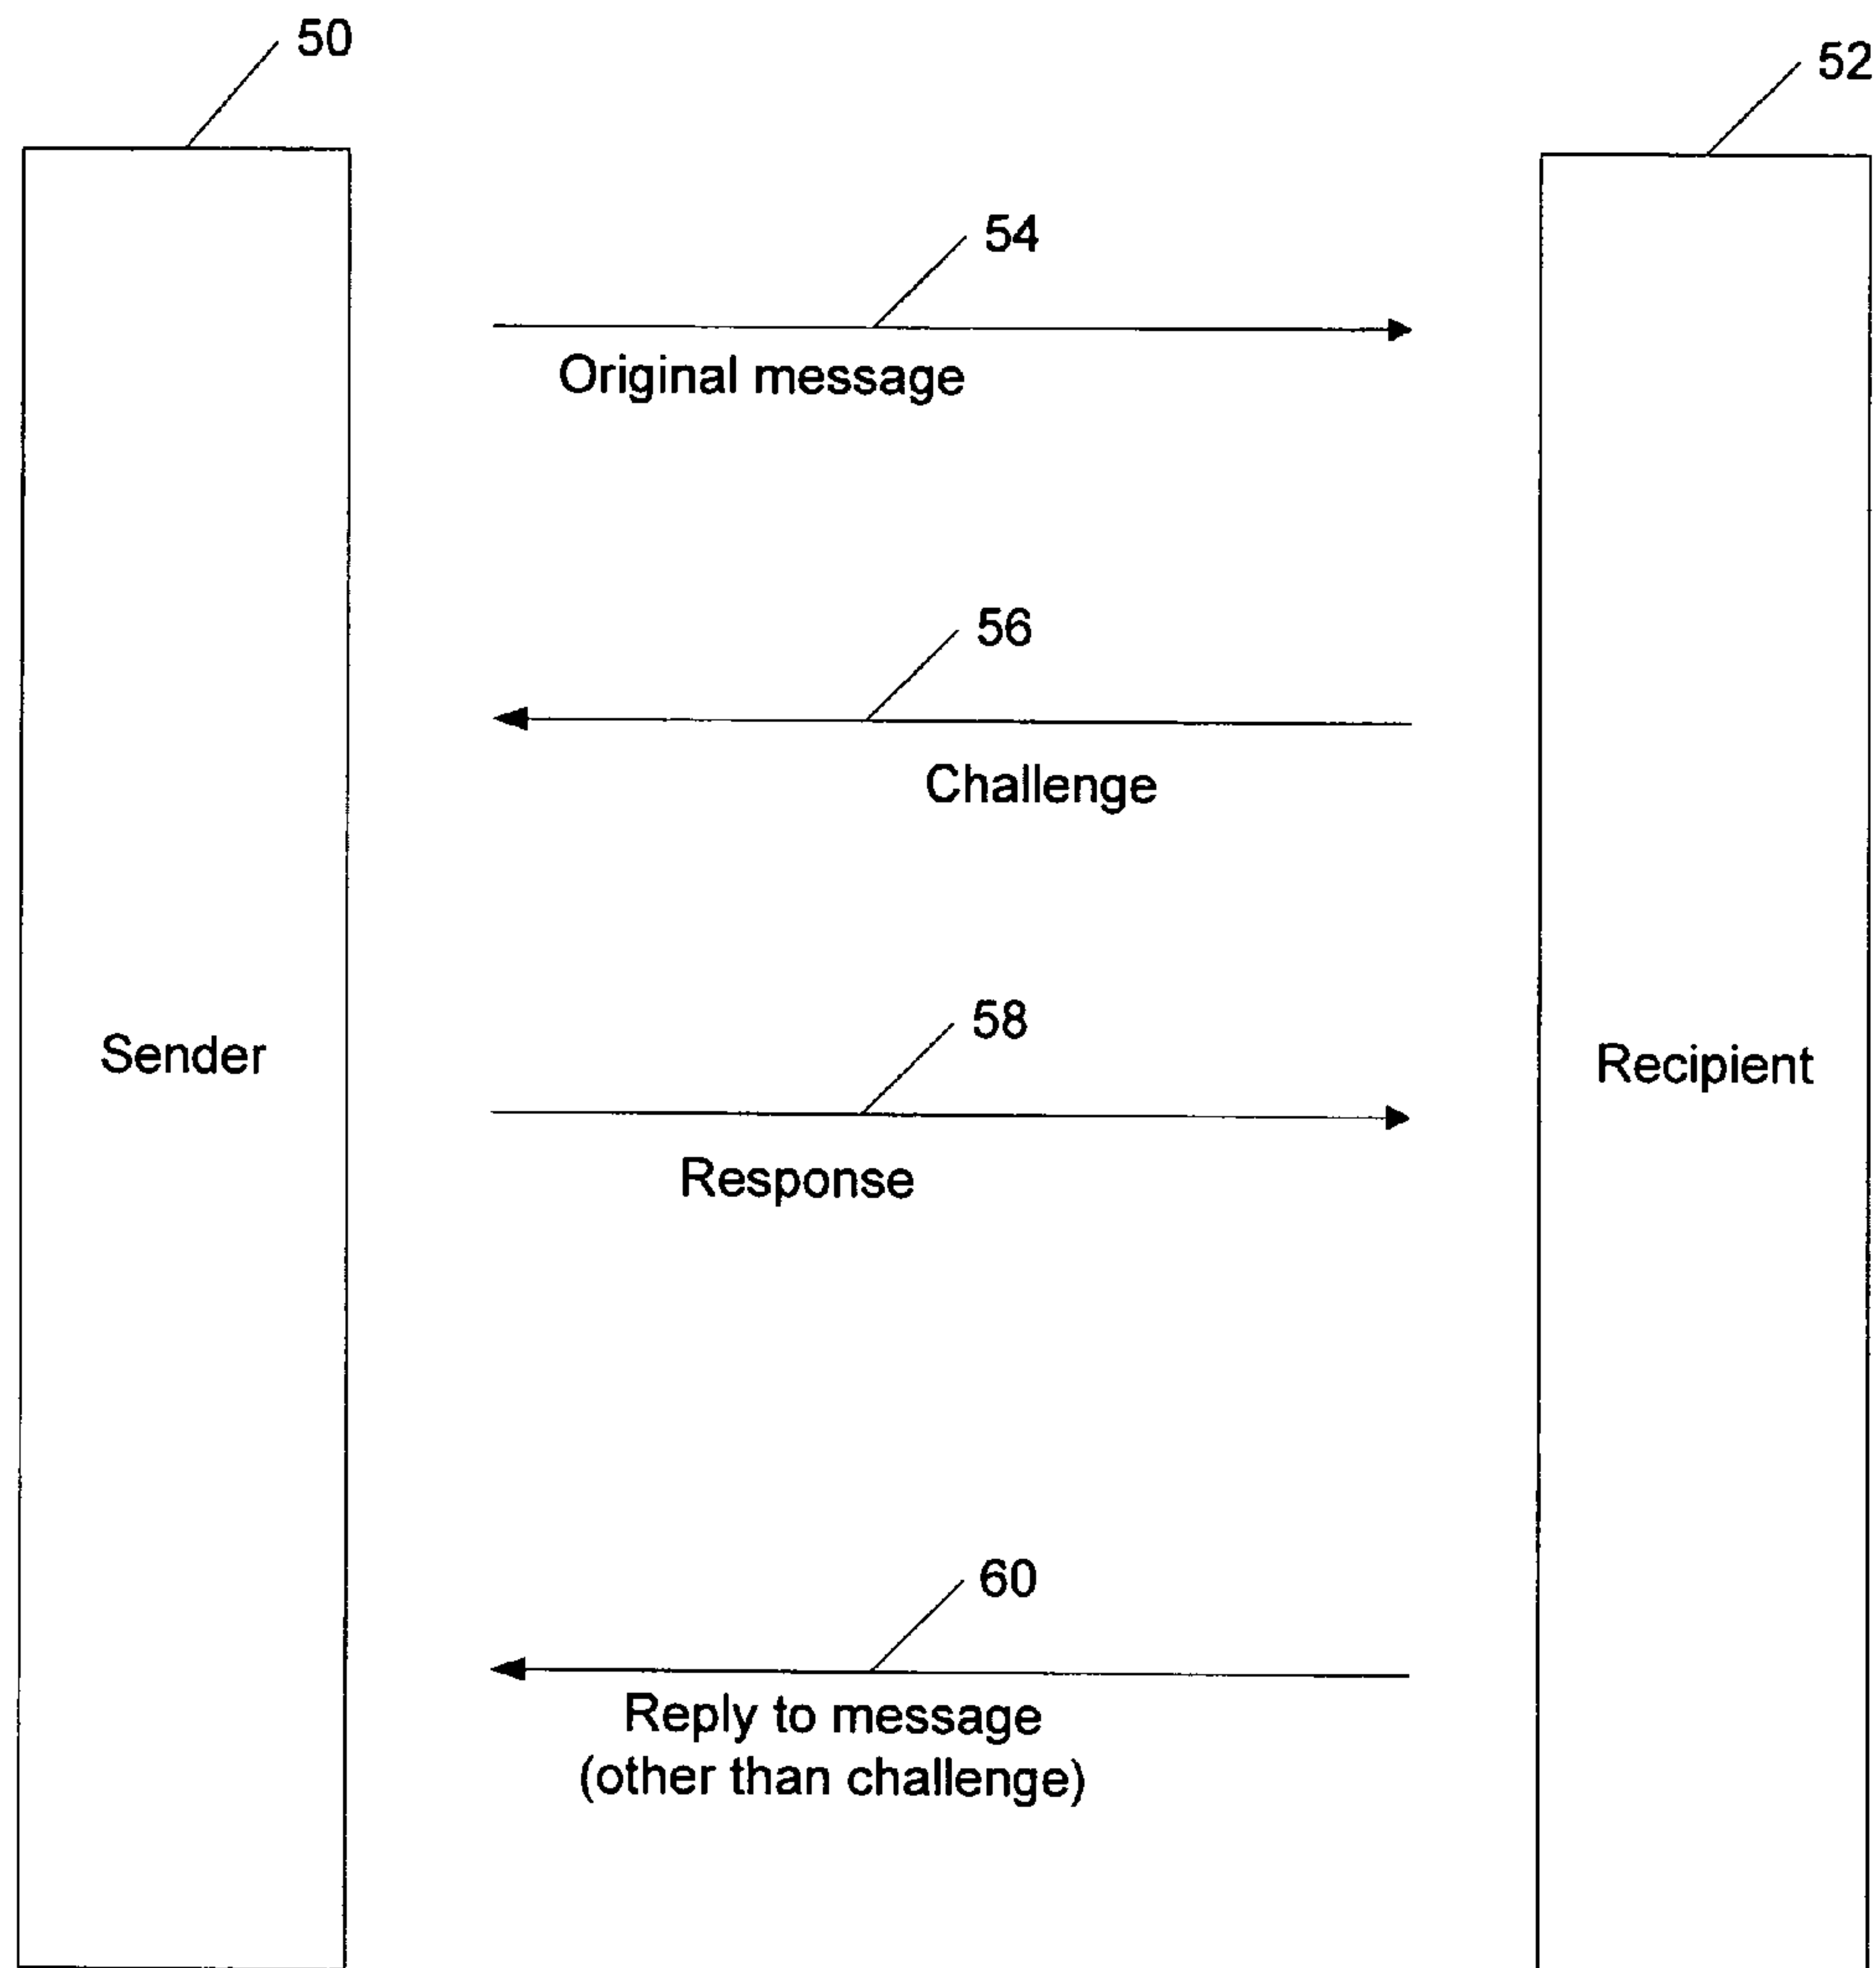 50
52
54
Original message
56
Challenge
58
Sender
Recipient
Response
60
Reply to message
(other than challenge)